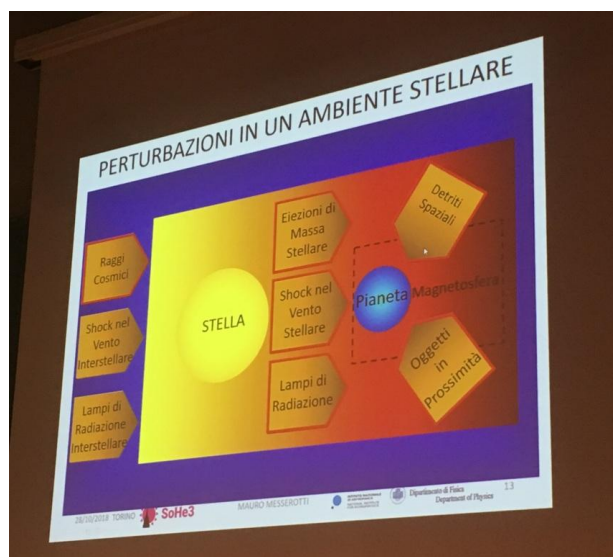 PERTURBAZIONI IN UN AMBIENTE STELLARE
Raggi
Cosmici
Shock nel
Vento
Interstellare
Lampi di
Radiazione
Interstellare
STELLA
Eiezioni di
Massa
Stellare
Shock nel
Vento
Stellare
Lampi di
Radiazione
Detriti
Spaziali
Pianeta Magnetosfera
Oggetti
in
Prossimità
28/10/2018 TORINO SoHe3
MAURO MESSEROTTI
Dipartimento di Fisica
Department of Physics
13